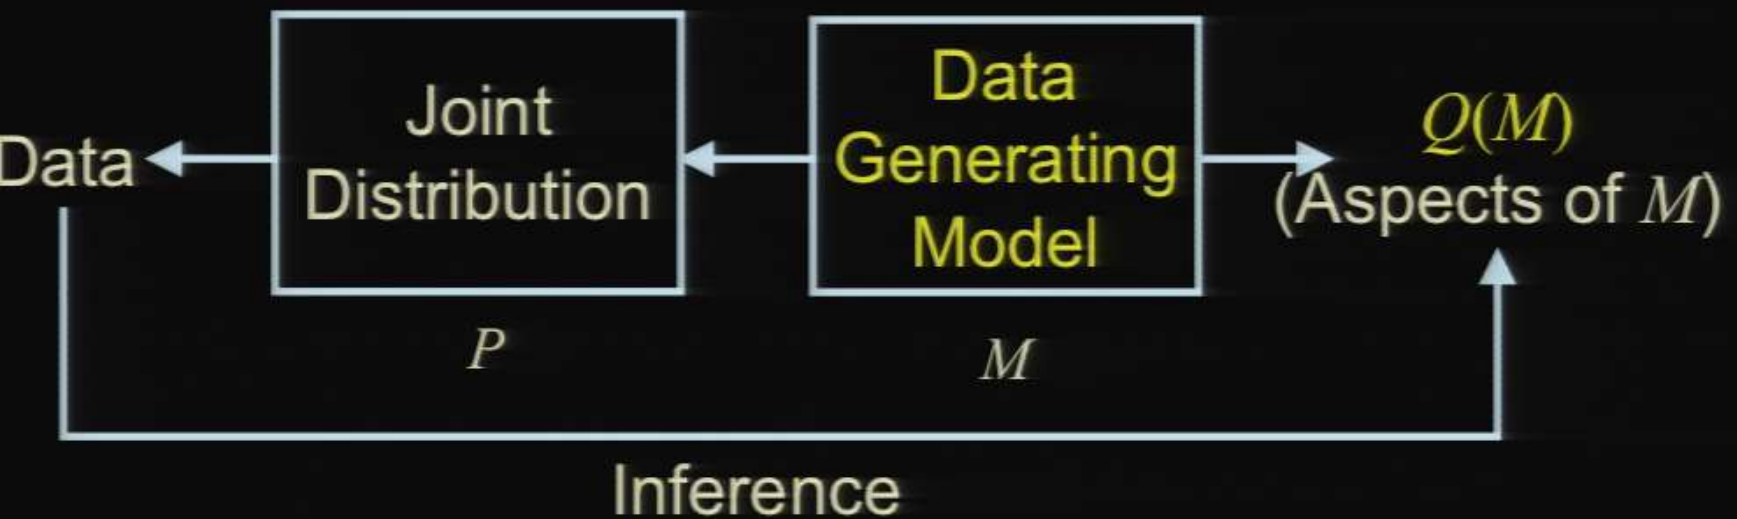 Data
Joint
Distribution
Data
Generating
Model
Q(M)
(Aspects of M)
P
M
Inference